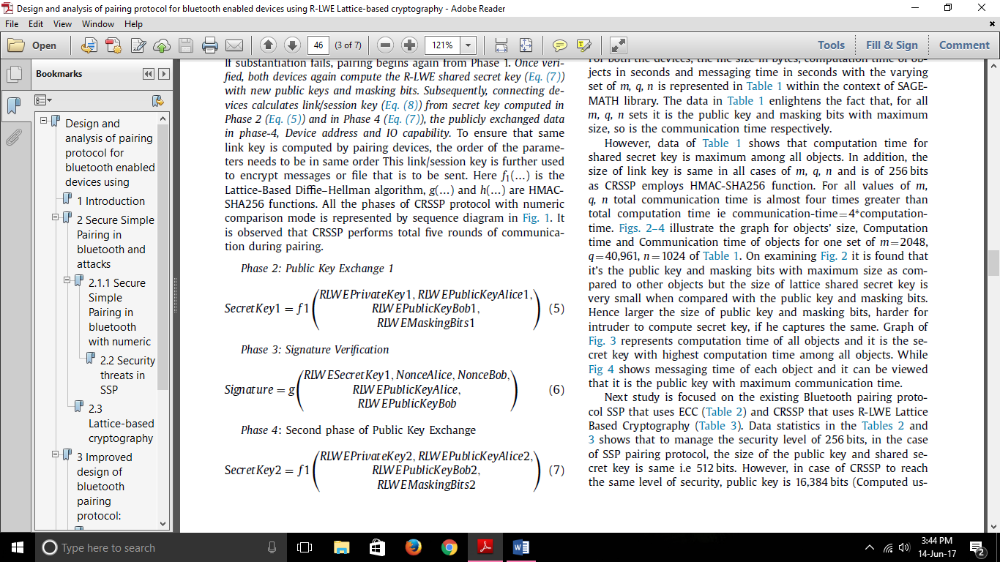 Design and analysis of pairing protocol for bluetooth enabled devices using R-LWE Lattice-based cryptography - Adobe Reader
File Edit View Window Help
Open
46
(3 of 7)
121%
Tools
Fill & Sign
Comment
Bookmarks
Design and
analysis of pairing
protocol for
bluetooth enabled
devices using
1 Introduction
2 Secure Simple
Pairing in
bluetooth and
attacks
2.1.1 Secure
Simple
Pairing in
bluetooth
with numeric
2.2 Security
threats in
SSP
2.3
Lattice-based
cryptography
3 Improved
design of
bluetooth
pairing
protocol:
If substantiation fails, pairing begins again from Phase 1. Once veri-
fied, both devices again compute the R-LWE shared secret key (Eq. (7))
with new public keys and masking bits. Subsequently, connecting de-
vices calculates link/session key (Eq. (8)) from secret key computed in
Phase 2 (Eq. (5)) and in Phase 4 (Eq. (7)), the publicly exchanged data
in phase-4, Device address and IO capability. To ensure that same
link key is computed by pairing devices, the order of the parame-
ters needs to be in same order This link/session key is further used
to encrypt messages or file that is to be sent. Here f1(...) is the
Lattice-Based Diffie–Hellman algorithm, g(...) and h(...) are HMAC-
SHA256 functions. All the phases of CRSSP protocol with numeric
comparison mode is represented by sequence diagram in Fig. 1. It
is observed that CRSSP performs total five rounds of communica-
tion during pairing.
Phase 2: Public Key Exchange 1
SecretKey1 = f1(RLWEPrivateKey1, RLWEPublicKeyAlice1,
RLWEPublicKeyBob1,
RLWEMaskingBits1) (5)
Phase 3: Signature Verification
Signature = g(RLWESecretKey1, NonceAlice, NonceBob,
RLWEPublicKeyAlice,
RLWEPublicKeyBob) (6)
Phase 4: Second phase of Public Key Exchange
SecretKey2 = f1(RLWEPrivateKey2, RLWEPublicKeyAlice2,
RLWEPublicKeyBob2,
RLWEMaskingBits2) (7)
For both the devices, the file size in bytes, computation time of ob-
jects in seconds and messaging time in seconds with the varying
set of m, q, n is represented in Table 1 within the context of SAGE-
MATH library. The data in Table 1 enlightens the fact that, for all
m, q, n sets it is the public key and masking bits with maximum
size, so is the communication time respectively.
However, data of Table 1 shows that computation time for
shared secret key is maximum among all objects. In addition, the
size of link key is same in all cases of m, q, n and is of 256 bits
as CRSSP employs HMAC-SHA256 function. For all values of m,
q, n total communication time is almost four times greater than
total computation time ie communication-time=4*computation-
time. Figs. 2–4 illustrate the graph for objects' size, Computation
time and Communication time of objects for one set of m=2048,
q=40,961, n=1024 of Table 1. On examining Fig. 2 it is found that
it's the public key and masking bits with maximum size as com-
pared to other objects but the size of lattice shared secret key is
very small when compared with the public key and masking bits.
Hence larger the size of public key and masking bits, harder for
intruder to compute secret key, if he captures the same. Graph of
Fig. 3 represents computation time of all objects and it is the se-
cret key with highest computation time among all objects. While
Fig 4 shows messaging time of each object and it can be viewed
that it is the public key with maximum communication time.
Next study is focused on the existing Bluetooth pairing proto-
col SSP that uses ECC (Table 2) and CRSSP that uses R-LWE Lattice
Based Cryptography (Table 3). Data statistics in the Tables 2 and
3 shows that to manage the security level of 256 bits, in the case
of SSP pairing protocol, the size of the public key and shared se-
cret key is same i.e 512 bits. However, in case of CRSSP to reach
the same level of security, public key is 16,384 bits (Computed us-
Type here to search
3:44 PM
14-Jun-17
2